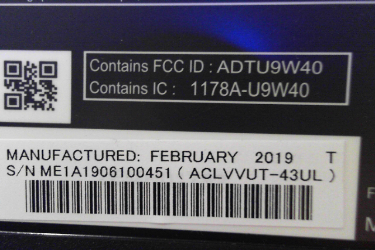 Contains FCC ID : ADTU9W40
Contains IC : 1178A-U9W40
MANUFACTURED: FEBRUARY 2019 T
S/N ME1A1906100451 ( ACLVVUT-43UL )